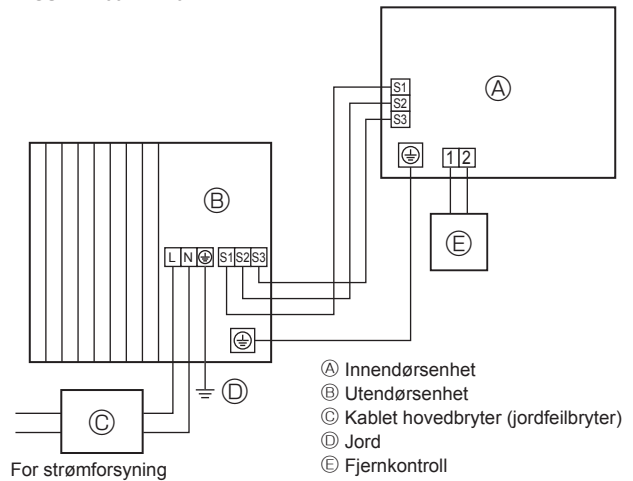 S1
S2
S3
Ⓐ
1 2
Ⓑ
Ⓔ
L N S1 S2 S3
Ⓓ
Ⓒ
For strømforsyning
Ⓐ Innendørsenhet
Ⓑ Utendørsenhet
Ⓒ Kablet hovedbryter (jordfeilbryter)
Ⓓ Jord
Ⓔ Fjernkontroll